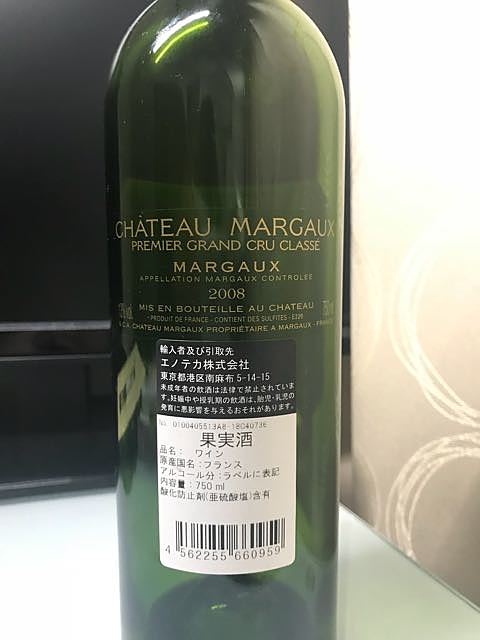 CHÂTEAU MARGAUX
PREMIER GRAND CRU CLASSÉ
MARGAUX
APPELLATION MARGAUX CONTROLÉE
2008
MIS EN BOUTEILLE AU CHATEAU
13%vol. - PRODUIT DE FRANCE - CONTIENT DES SULFITES - E220 750ml
S.C.A. CHATEAU MARGAUX PROPRIÉTAIRE A MARGAUX - FRANCE
輸入者及び引取先
エノテカ株式会社
東京都港区南麻布 5-14-15
未成年者の飲酒は法律で禁止されていま
す。妊娠中や授乳期の飲酒は、胎児・乳児の
発育に悪影響を与えるおそれがあります。
No. 0100405513A8-18C40736
果実酒
品名: ワイン
原産国名:フランス
アルコール分:ラベルに表記
内容量:750 ml
酸化防止剤(亜硫酸塩)含有
4 562255 660959